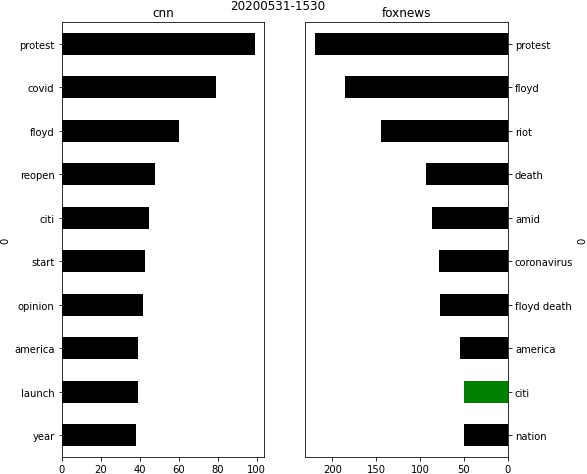 20200531-1530
cnn
foxnews
protest
covid
floyd
reopen
citi
start
opinion
america
launch
year
0
0 20 40 60 80 100
protest
floyd
riot
death
amid
coronavirus
floyd death
america
citi
nation
0
200 150 100 50 0